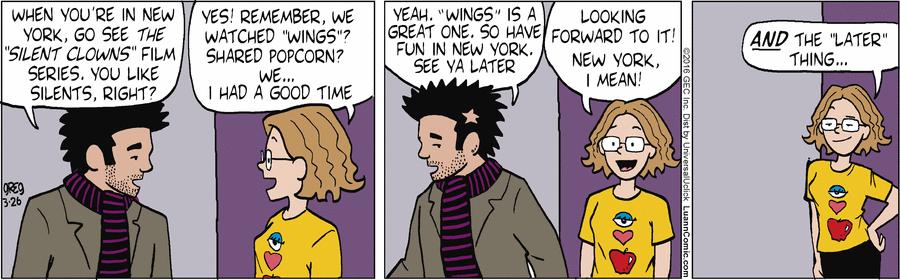 WHEN YOU'RE IN NEW
YORK, GO SEE THE
"SILENT CLOWNS" FILM
SERIES. YOU LIKE
SILENTS, RIGHT?
YES! REMEMBER, WE
WATCHED "WINGS"?
SHARED POPCORN?
WE...
I HAD A GOOD TIME
GREG
3-26
YEAH. "WINGS" IS A
GREAT ONE. SO HAVE
FUN IN NEW YORK.
SEE YA LATER
LOOKING
FORWARD TO IT!
NEW YORK,
I MEAN!
©2016 GEC Inc. Dist by UniversalUclick LuannComic.com
AND THE "LATER"
THING...